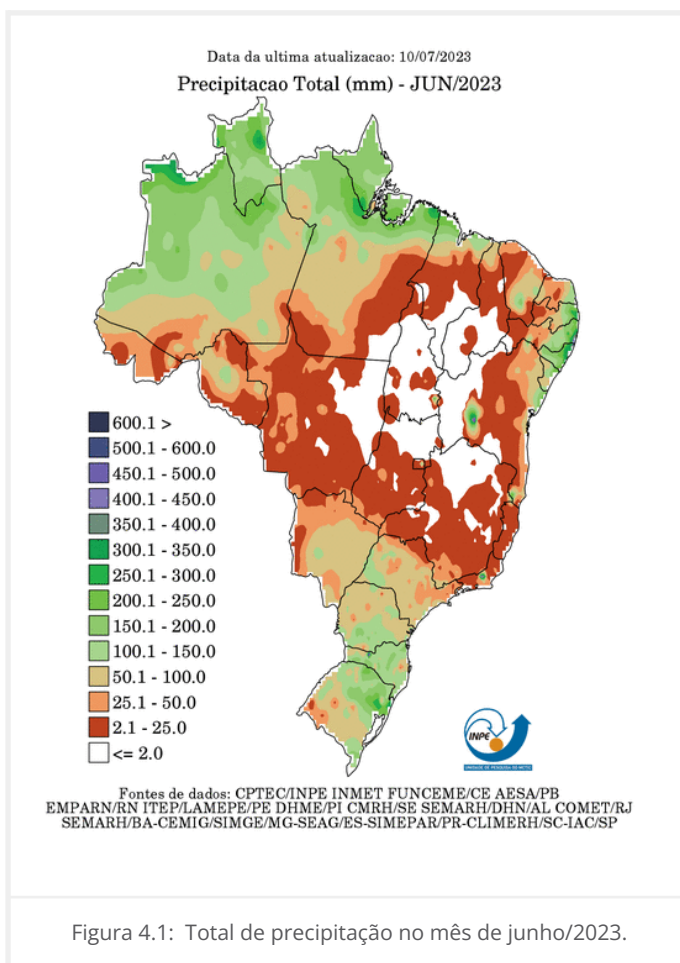 Data da ultima atualizacao: 10/07/2023
Precipitacao Total (mm) - JUN/2023
600.1 >
500.1 - 600.0
450.1 - 500.0
400.1 - 450.0
350.1 - 400.0
300.1 - 350.0
250.1 - 300.0
200.1 - 250.0
150.1 - 200.0
100.1 - 150.0
50.1 - 100.0
25.1 - 50.0
2.1 - 25.0
<= 2.0
INPE
Fontes de dados: CPTEC/INPE INMET FUNCEME/CE AESA/PB
EMPARN/RN ITEP/LAMEPE/PE DHME/PI CMRH/SE SEMARH/DHN/AL COMET/RJ
SEMARH/BA-CEMIG/SIMGE/MG-SEAG/ES-SIMEPAR/PR-CLIMERH/SC-IAC/SP
Figura 4.1: Total de precipitação no mês de junho/2023.